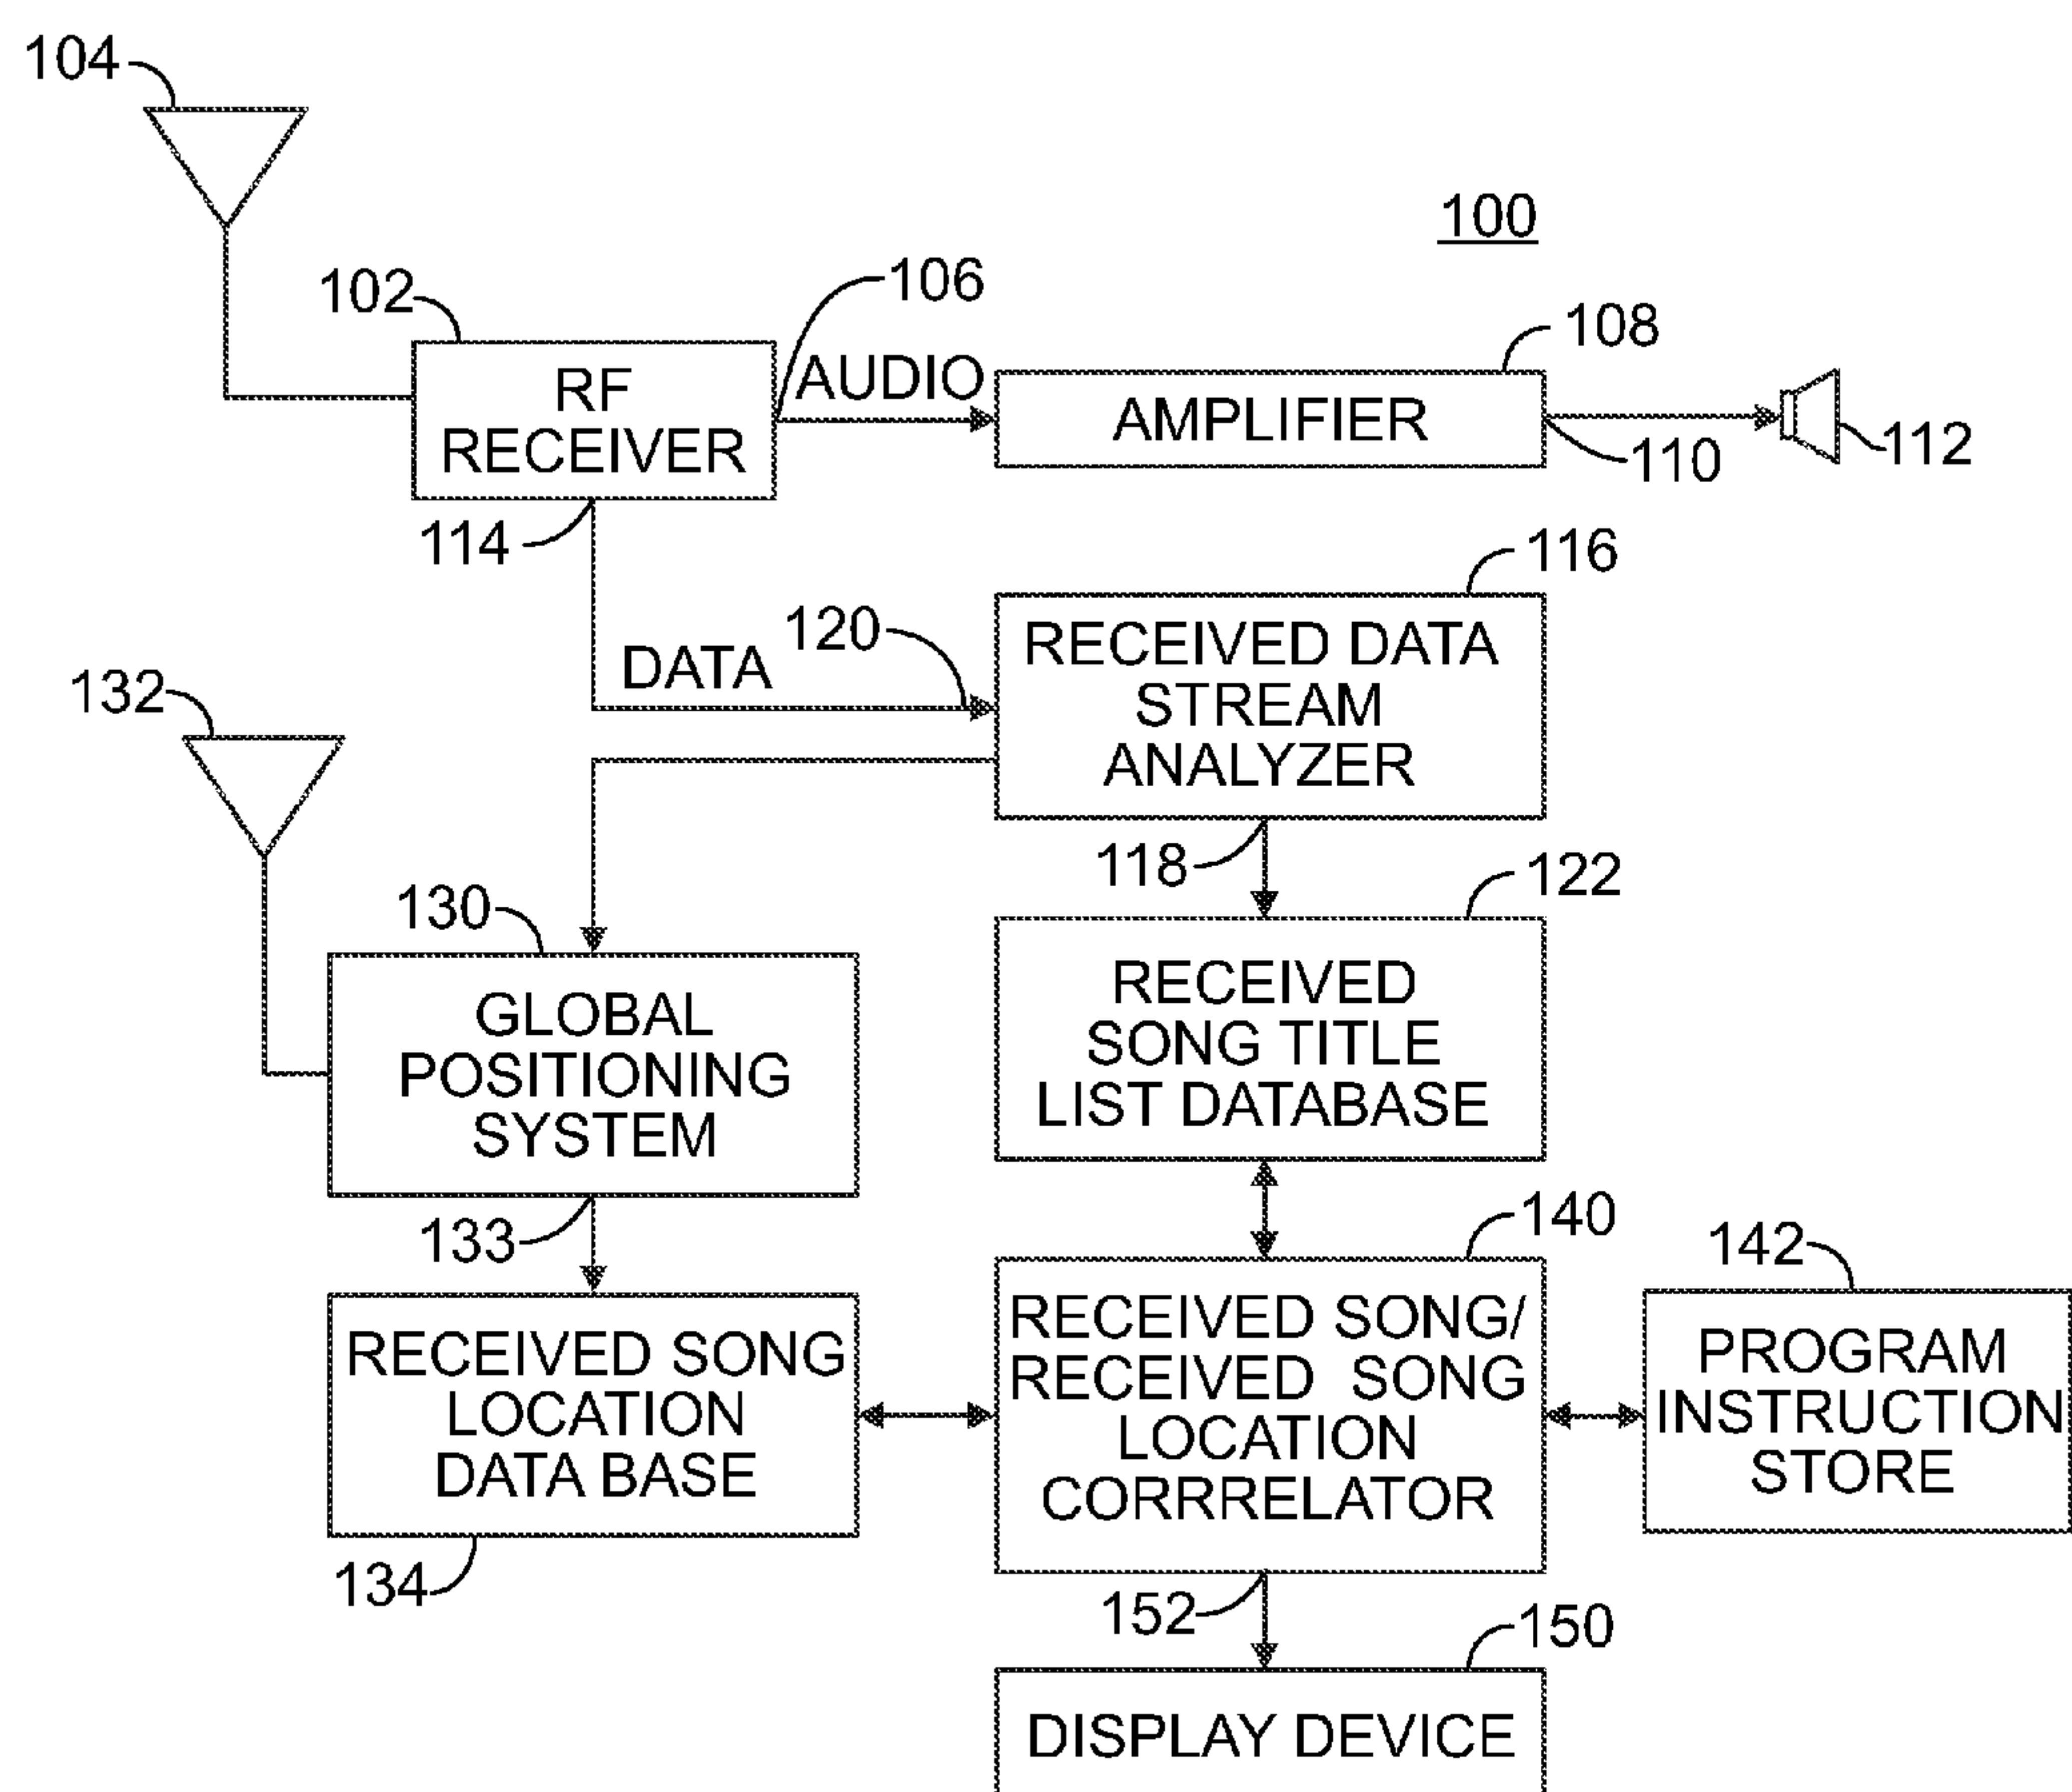 104
100
102
106
108
RF
RECEIVER
AUDIO
AMPLIFIER
110
112
114
116
120
DATA
RECEIVED DATA
STREAM
ANALYZER
132
118
122
130
GLOBAL
POSITIONING
SYSTEM
RECEIVED
SONG TITLE
LIST DATABASE
133
140
142
RECEIVED SONG
LOCATION
DATA BASE
RECEIVED SONG/
RECEIVED SONG
LOCATION
CORRRELATOR
PROGRAM
INSTRUCTION
STORE
134
152
150
DISPLAY DEVICE